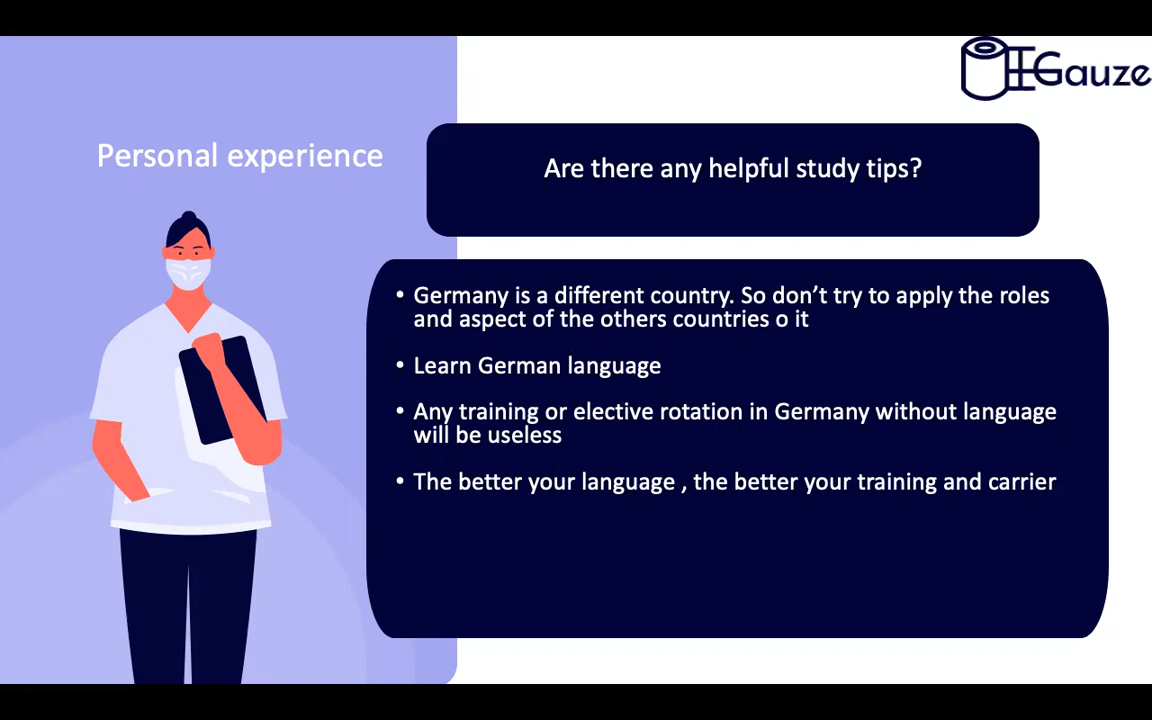 Gauze
Personal experience
Are there any helpful study tips?
• Germany is a different country. So don’t try to apply the roles
and aspect of the others countries o it
• Learn German language
• Any training or elective rotation in Germany without language
will be useless
• The better your language , the better your training and carrier